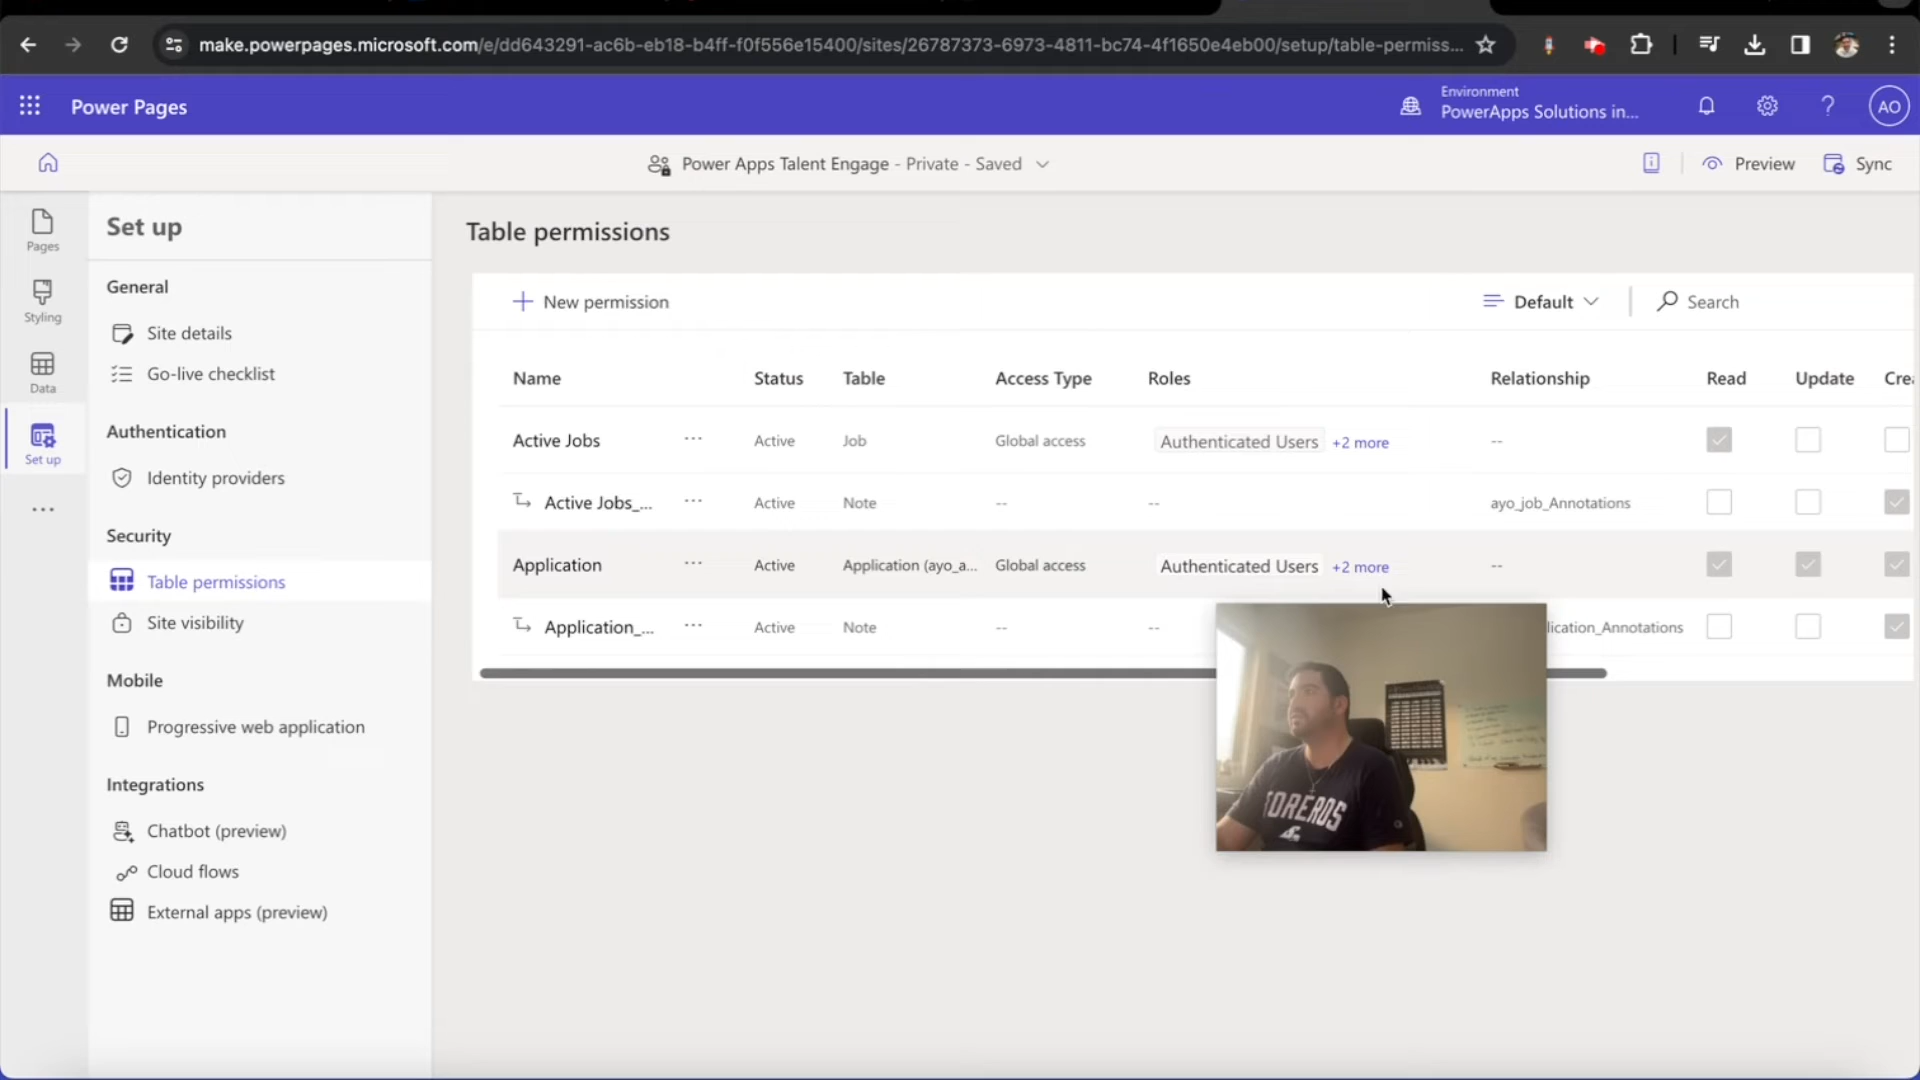 make.powerpages.microsoft.com/e/dd643291-ac6b-eb18-b4ff-f0f556e15400/sites/26787373-6973-4811-bc74-4f1650e4eb00/setup/table-permiss...
Power Pages
Environment
PowerApps Solutions in...
AO
Power Apps Talent Engage - Private - Saved
Preview
Sync
Pages
Styling
Data
Set up
Set up
General
Site details
Go-live checklist
Authentication
Identity providers
Security
Table permissions
Site visibility
Mobile
Progressive web application
Integrations
Chatbot (preview)
Cloud flows
External apps (preview)
Table permissions
New permission
Default
Search
Name Status Table Access Type Roles Relationship Read Update Crea
Active Jobs ... Active Job Global access Authenticated Users +2 more --
Active Jobs_... ... Active Note -- -- ayo_job_Annotations
Application ... Active Application (ayo_a... Global access Authenticated Users +2 more --
Application_... ... Active Note -- -- lication_Annotations
TOREROS